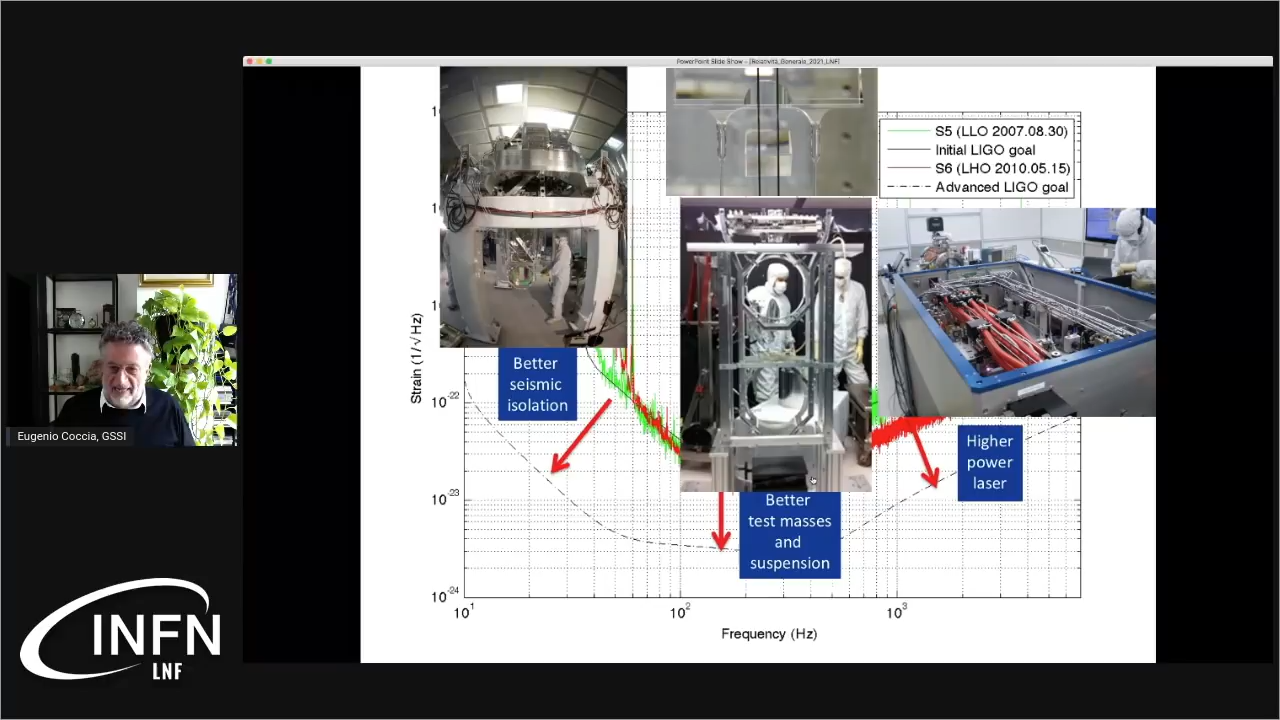 PowerPoint Slide Show - [Relatività_Generale_2021_LNF]
S5 (LLO 2007.08.30)
Initial LIGO goal
S6 (LHO 2010.05.15)
Advanced LIGO goal
Strain (1/√Hz)
Better
seismic
isolation
Higher
power
laser
Better
test masses
and
suspension
10-22
10-23
10-24
101
102
103
Frequency (Hz)
Eugenio Coccia, GSSI
INFN
LNF